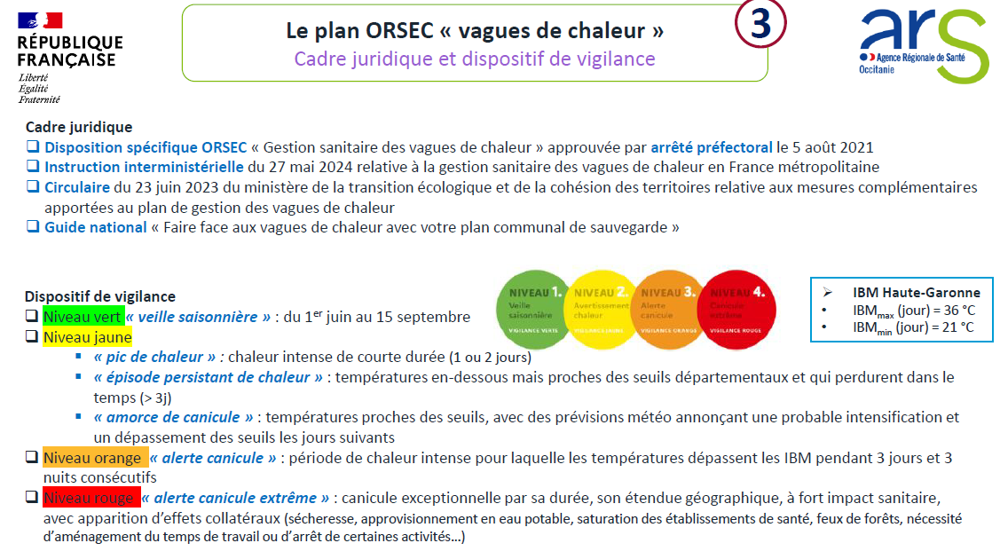 RÉPUBLIQUE
FRANÇAISE
Liberté
Égalité
Fraternité
Le plan ORSEC « vagues de chaleur »
Cadre juridique et dispositif de vigilance
3
ars
Agence Régionale de Santé
Occitanie
Cadre juridique
❑ Disposition spécifique ORSEC « Gestion sanitaire des vagues de chaleur » approuvée par arrêté préfectoral le 5 août 2021
❑ Instruction interministérielle du 27 mai 2024 relative à la gestion sanitaire des vagues de chaleur en France métropolitaine
❑ Circulaire du 23 juin 2023 du ministère de la transition écologique et de la cohésion des territoires relative aux mesures complémentaires
apportées au plan de gestion des vagues de chaleur
❑ Guide national « Faire face aux vagues de chaleur avec votre plan communal de sauvegarde »
NIVEAU 1.
Veille
saisonnière
VIGILANCE VERTE
NIVEAU 2.
Avertissement
chaleur
VIGILANCE JAUNE
NIVEAU 3.
Alerte
canicule
VIGILANCE ORANGE
NIVEAU 4.
Canicule
extrême
VIGILANCE ROUGE
➢ IBM Haute-Garonne
• IBMmax (jour) = 36 °C
• IBMmin (jour) = 21 °C
Dispositif de vigilance
❑ Niveau vert « veille saisonnière » : du 1er juin au 15 septembre
❑ Niveau jaune
▪ « pic de chaleur » : chaleur intense de courte durée (1 ou 2 jours)
▪ « épisode persistant de chaleur » : températures en-dessous mais proches des seuils départementaux et qui perdurent dans le
temps (> 3j)
▪ « amorce de canicule » : températures proches des seuils, avec des prévisions météo annonçant une probable intensification et
un dépassement des seuils les jours suivants
❑ Niveau orange « alerte canicule » : période de chaleur intense pour laquelle les températures dépassent les IBM pendant 3 jours et 3
nuits consécutifs
❑ Niveau rouge « alerte canicule extrême » : canicule exceptionnelle par sa durée, son étendue géographique, à fort impact sanitaire,
avec apparition d'effets collatéraux (sécheresse, approvisionnement en eau potable, saturation des établissements de santé, feux de forêts, nécessité
d'aménagement du temps de travail ou d'arrêt de certaines activités…)